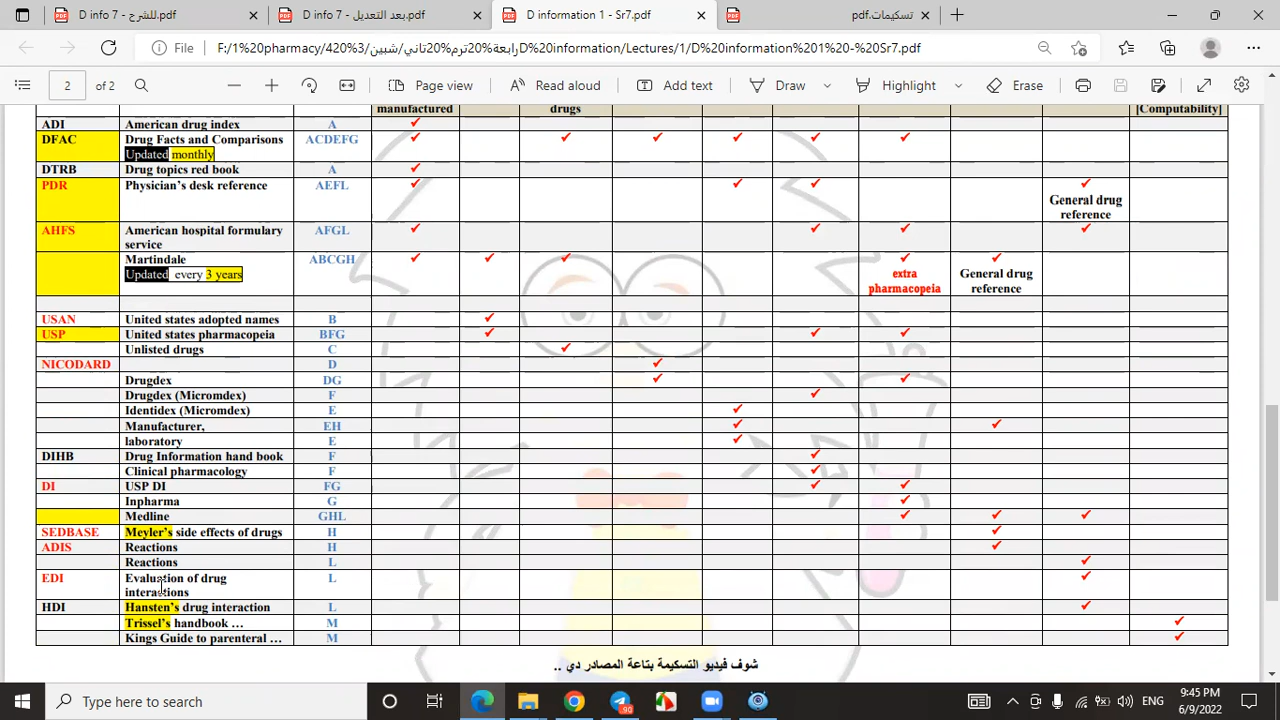 D info 7 - للشرح.pdf
D info 7 - بعد التعديل.pdf
D information 1 - Sr7.pdf
تسكيمات.pdf
File
F:/1%20pharmacy/420%3/رابعة%20ترم%20تاني/شبين%20D%20information/Lectures/1/D%20information%201%20-%20Sr7.pdf
2 of 2
Page view
Read aloud
Add text
Draw
Highlight
Erase
manufactured drugs [Computability]
ADI American drug index A ✓
DFAC Drug Facts and Comparisons ACDEFG ✓ ✓ ✓ ✓ ✓ ✓
Updated monthly
DTRB Drug topics red book A ✓
PDR Physician's desk reference AEFL ✓ ✓ ✓ ✓
General drug
reference
AHFS American hospital formulary AFGL ✓ ✓ ✓ ✓
service
Martindale ABCGH ✓ ✓ ✓ ✓ ✓
Updated every 3 years extra General drug
pharmacopeia reference
USAN United states adopted names B ✓
USP United states pharmacopeia BFG ✓ ✓ ✓
Unlisted drugs C ✓
NICODARD D ✓
Drugdex DG ✓ ✓
Drugdex (Micromdex) F ✓
Identidex (Micromdex) E ✓
Manufacturer, EH ✓ ✓
laboratory E ✓
DIHB Drug Information hand book F ✓
Clinical pharmacology F ✓
DI USP DI FG ✓ ✓
Inpharma G ✓
Medline GHL ✓ ✓ ✓
SEDBASE Meyler's side effects of drugs H ✓
ADIS Reactions H ✓
Reactions L ✓
EDI Evaluation of drug L ✓
interactions
HDI Hansten's drug interaction L ✓
Trissel's handbook … M ✓
Kings Guide to parenteral … M ✓
شوف فيديو التسكيمة بتاعة المصادر دي ..
Type here to search
90
ENG
9:45 PM
6/9/2022